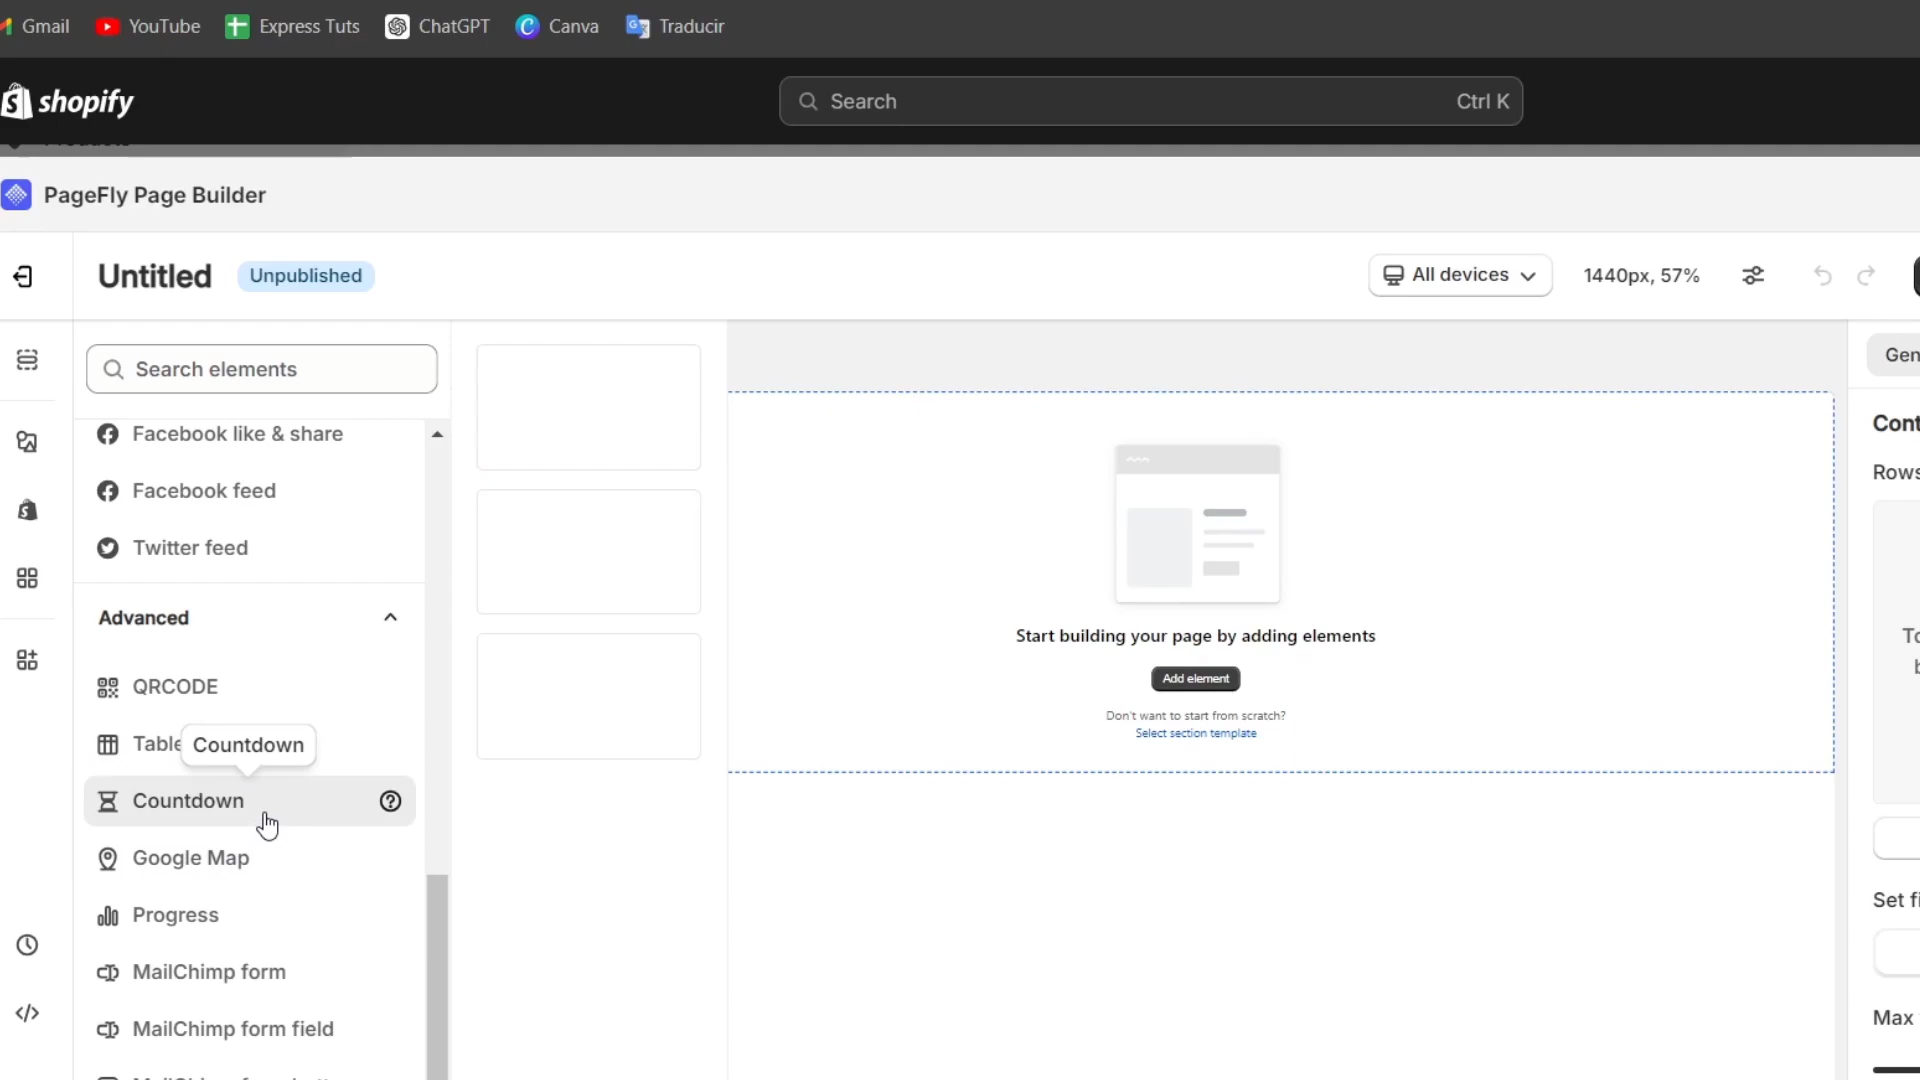 Gmail
YouTube
Express Tuts
ChatGPT
Canva
Traducir
shopify
Search
Ctrl K
PageFly Page Builder
Untitled
Unpublished
All devices
1440px, 57%
Search elements
Facebook like & share
Facebook feed
Twitter feed
Advanced
QRCODE
Table
Countdown
Countdown
Google Map
Progress
MailChimp form
MailChimp form field
Start building your page by adding elements
Add element
Don't want to start from scratch?
Select section template
Gen
Cont
Rows
To
b
Set fi
Max